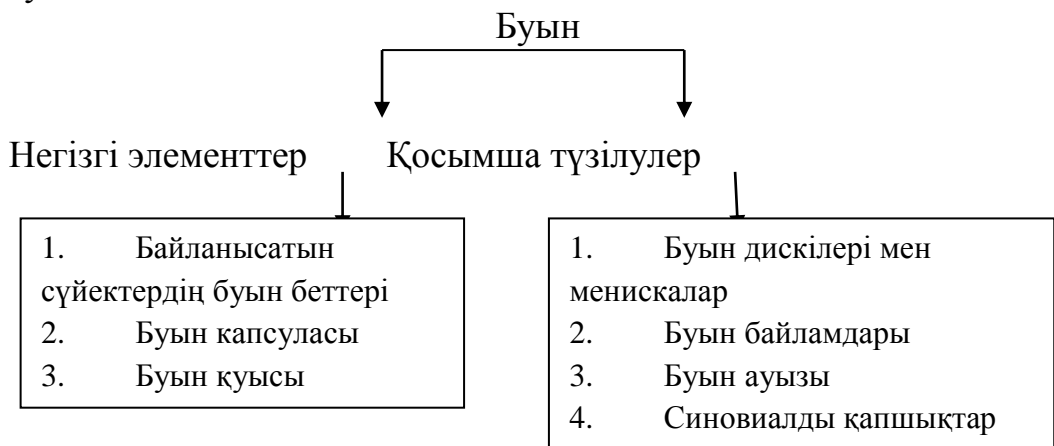 Буын
Негізгі элементтер
Қосымша түзілулер
1. Байланысатын
сүйектердің буын беттері
2. Буын капсуласы
3. Буын қуысы
1. Буын дискілері мен
менискалар
2. Буын байламдары
3. Буын ауызы
4. Синовиалды қапшықтар